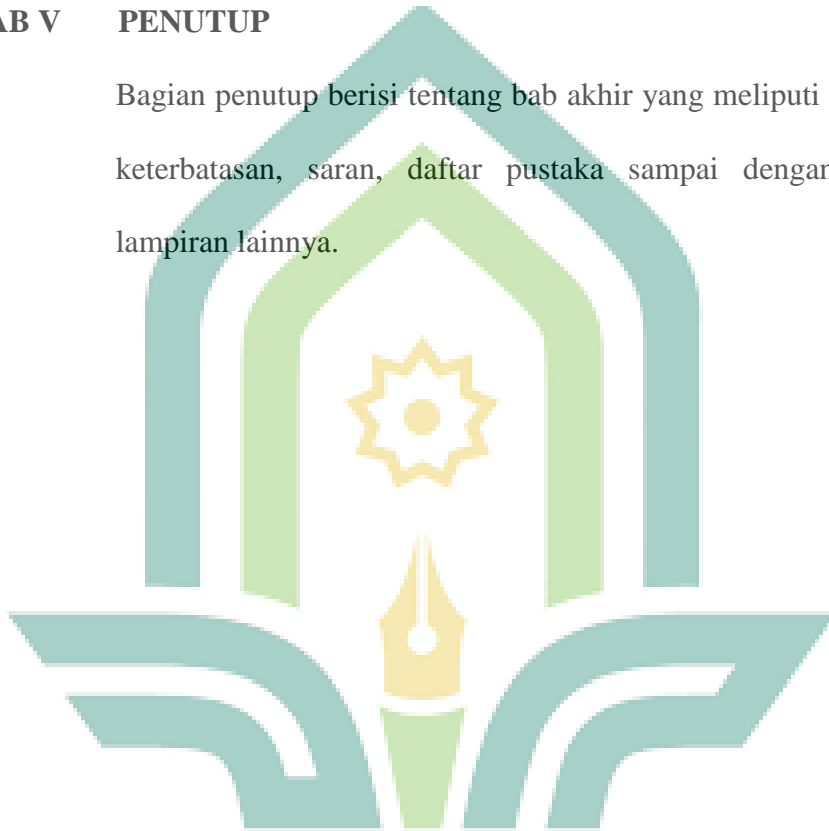 AB V PENUTUP
Bagian penutup berisi tentang bab akhir yang meliputi
keterbatasan, saran, daftar pustaka sampai dengan
lampiran lainnya.